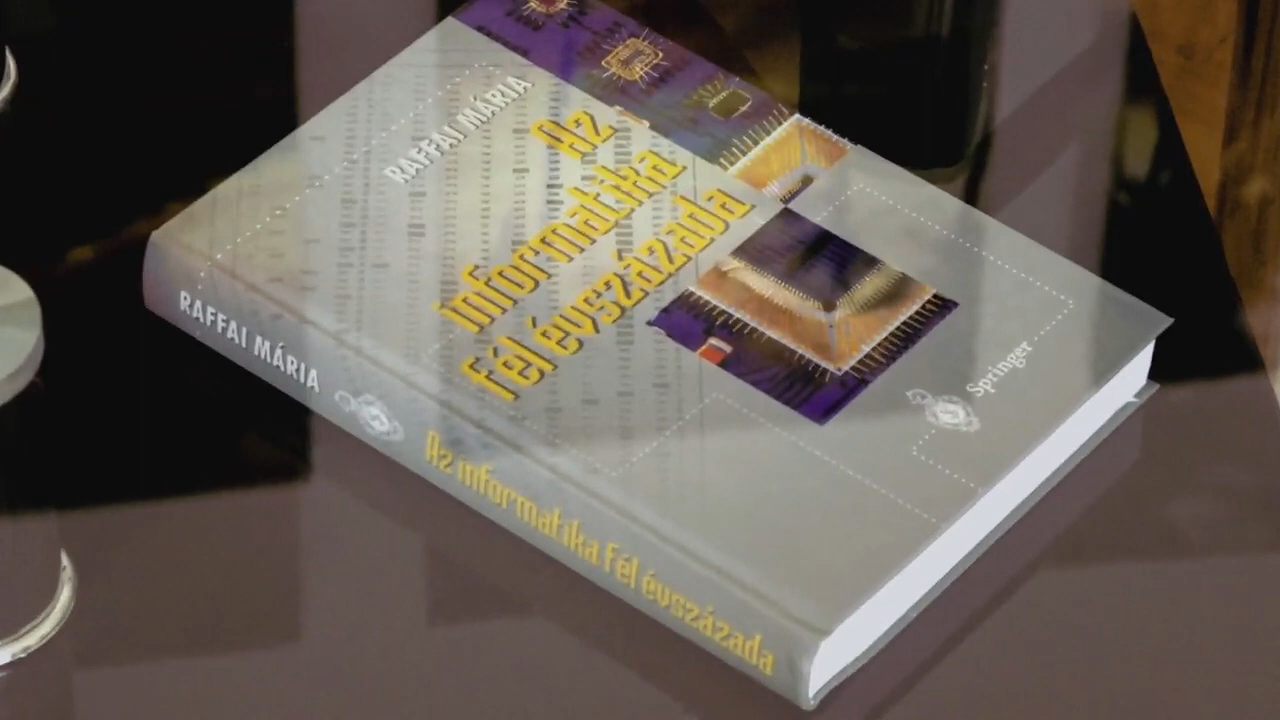 RAFFAI MÁRIA
Az
informatika
fél évszázada
Springer
RAFFAI MÁRIA
Az informatika fél évszázada